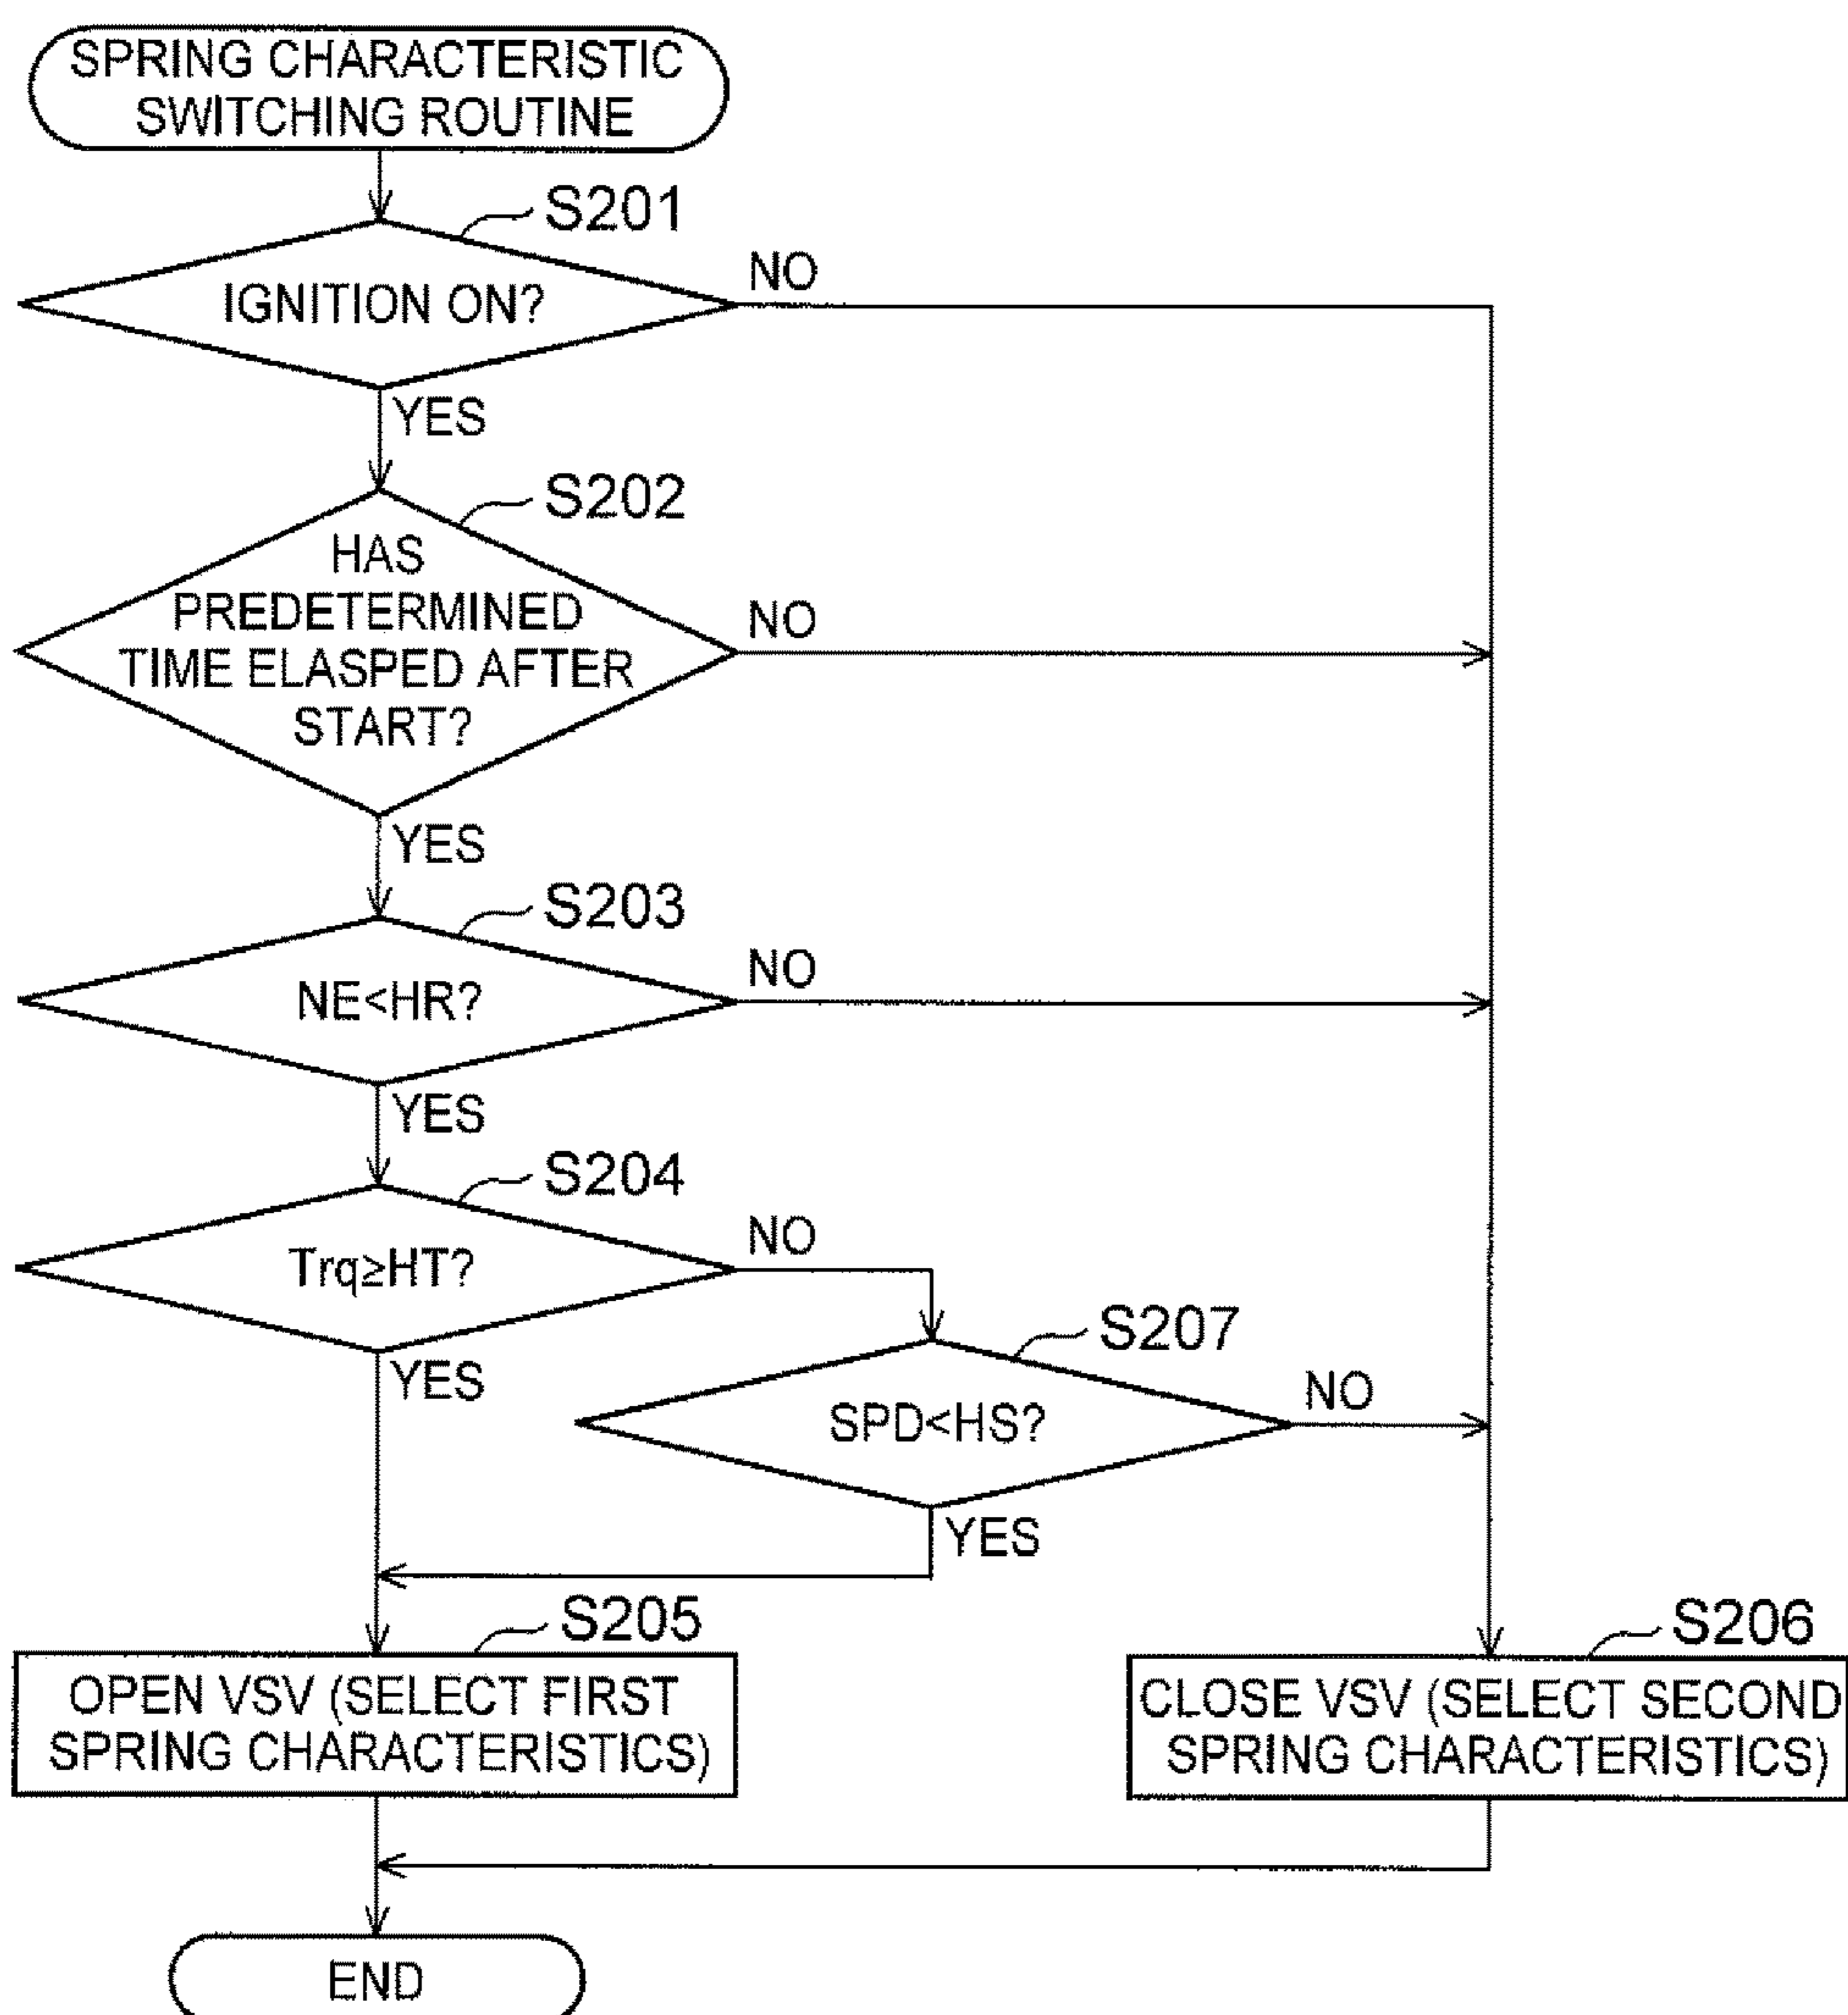 SPRING CHARACTERISTIC
SWITCHING ROUTINE
S201
IGNITION ON?
NO
YES
S202
HAS
PREDETERMINED
TIME ELASPED AFTER
START?
NO
YES
S203
NE<HR?
NO
YES
S204
Trq≥HT?
NO
YES
S207
SPD<HS?
NO
YES
S205
OPEN VSV (SELECT FIRST
SPRING CHARACTERISTICS)
S206
CLOSE VSV (SELECT SECOND
SPRING CHARACTERISTICS)
END